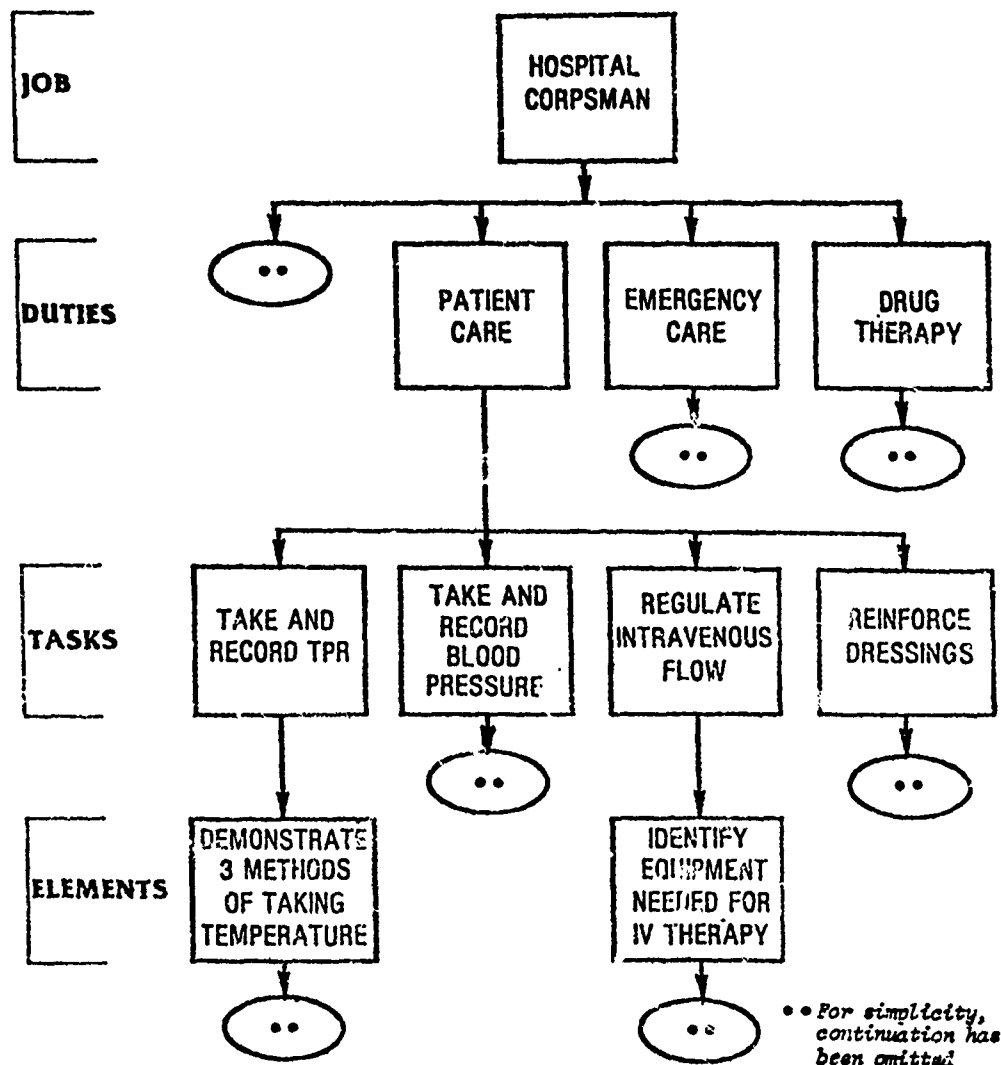 JOB
HOSPITAL
CORPSMAN
DUTIES
PATIENT
CARE
EMERGENCY
CARE
DRUG
THERAPY
TASKS
TAKE AND
RECORD TPR
TAKE AND
RECORD
BLOOD
PRESSURE
REGULATE
INTRAVENOUS
FLOW
REINFORCE
DRESSINGS
ELEMENTS
DEMONSTRATE
3 METHODS
OF TAKING
TEMPERATURE
IDENTIFY
EQUIPMENT
NEEDED FOR
IV THERAPY
•• For simplicity,
continuation has
been omitted